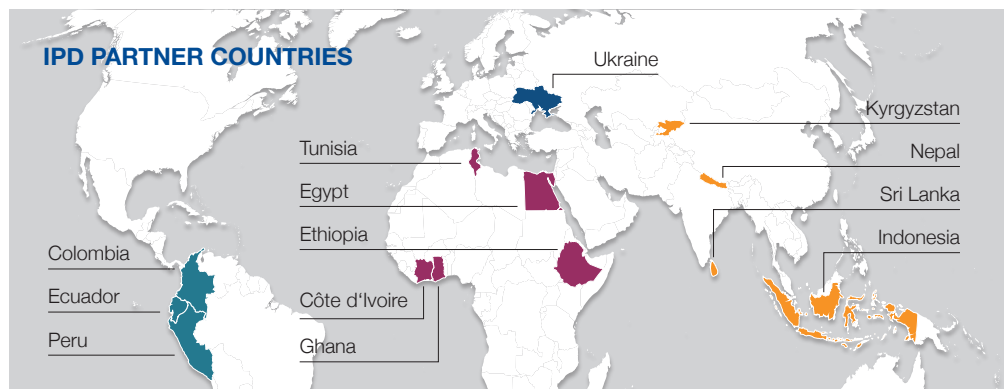 IPD PARTNER COUNTRIES
Ukraine
Kyrgyzstan
Tunisia
Nepal
Egypt
Sri Lanka
Ethiopia
Indonesia
Colombia
Ecuador
Côte d‘Ivoire
Peru
Ghana